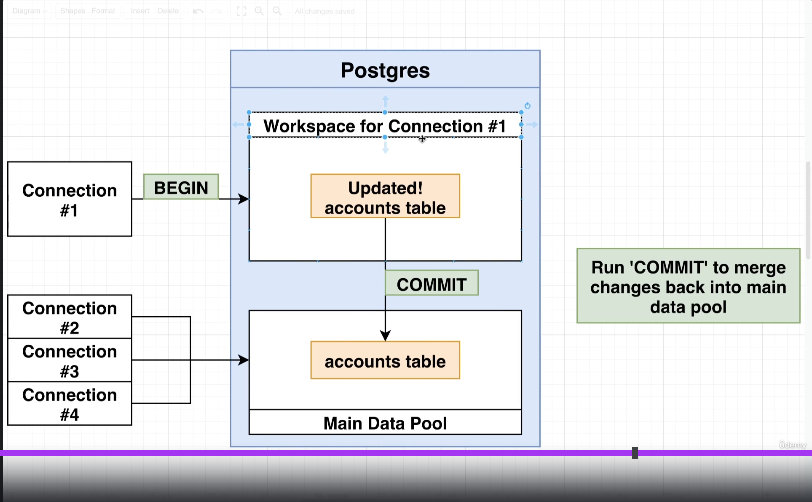 Diagram Shapes Format Insert Delete All changes saved
Postgres
Workspace for Connection #1
Connection
#1
BEGIN
Updated!
accounts table
COMMIT
Run 'COMMIT' to merge
changes back into main
data pool
Connection
#2
Connection
#3
Connection
#4
accounts table
Main Data Pool
Udemy